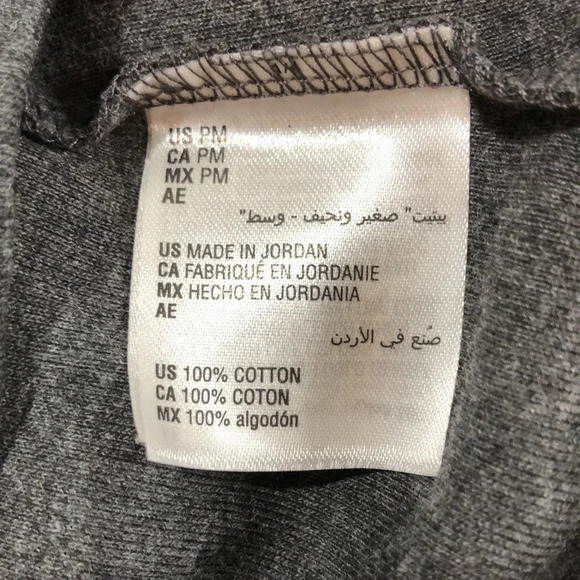 US PM
CA PM
MX PM
AE
بيتيت" صغير ونحيف - وسط"
US MADE IN JORDAN
CA FABRIQUÉ EN JORDANIE
MX HECHO EN JORDANIA
AE
صُنع في الأردن
US 100% COTTON
CA 100% COTON
MX 100% algodón